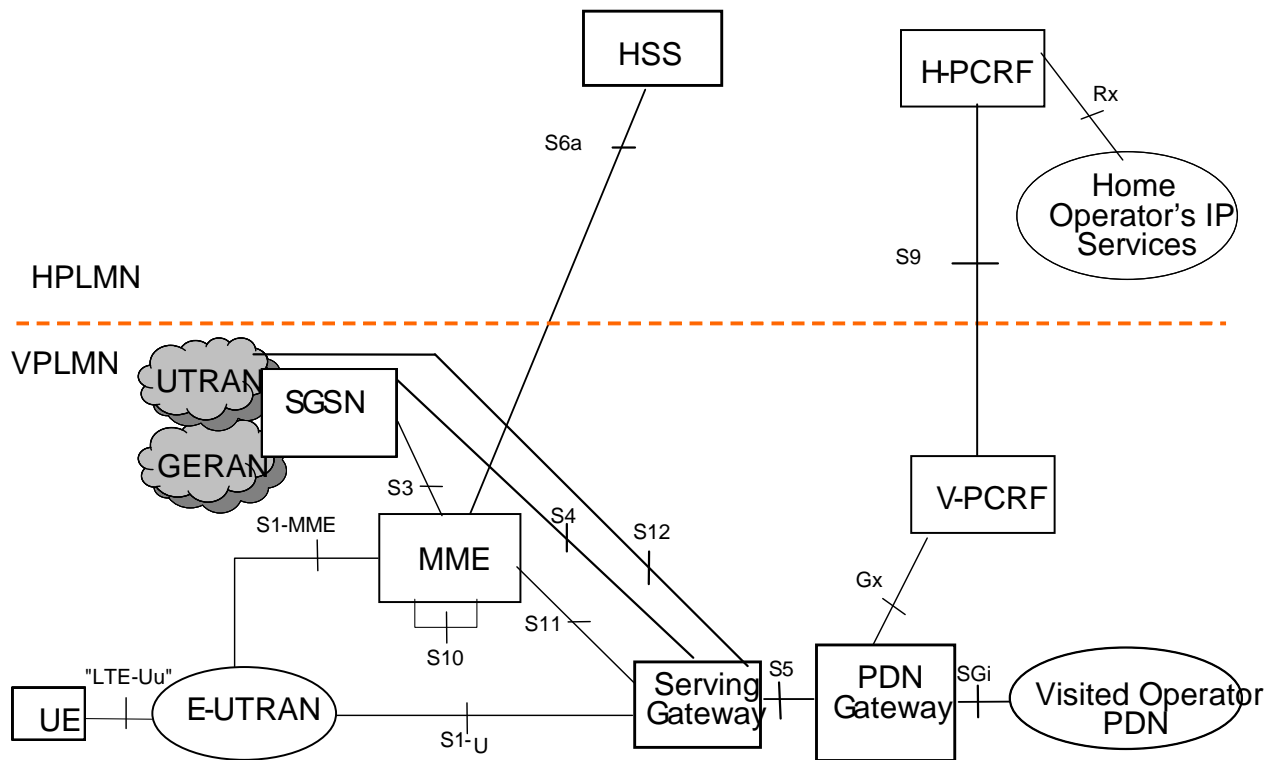 HSS
H-PCRF
Rx
S6a
Home
Operator's IP
Services
S9
HPLMN
VPLMN
UTRAN
SGSN
GERAN
S3
V-PCRF
S1-MME
S4
S12
MME
Gx
S11
S10
"LTE-Uu"
S5
SGi
UE
E-UTRAN
Serving
Gateway
PDN
Gateway
Visited Operator
PDN
S1-U